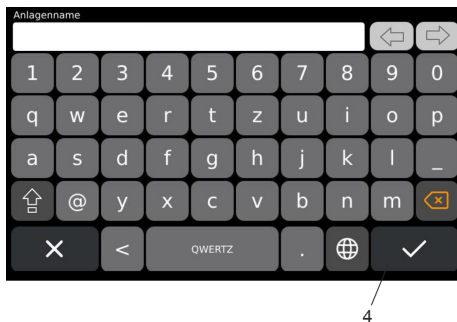 Anlagenname
1 2 3 4 5 6 7 8 9 0
q w e r t z u i o p
a s d f g h j k l _
@ y x c v b n m
< QWERTZ .
4